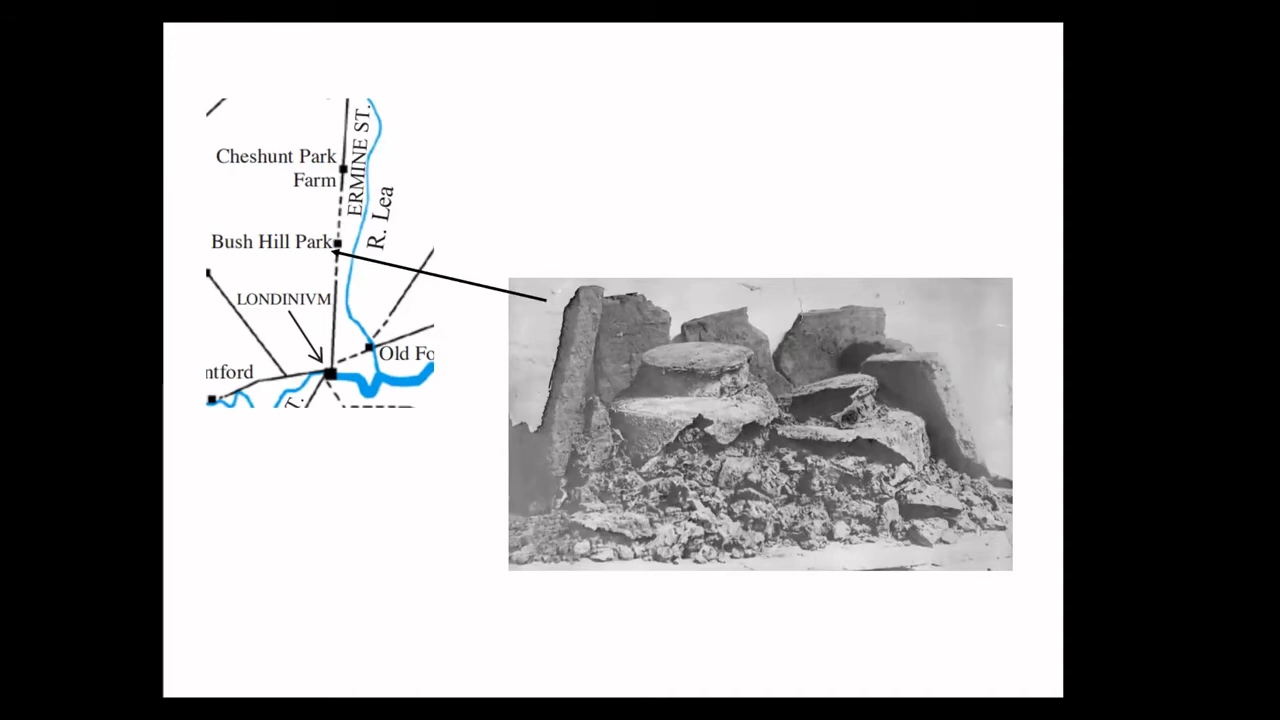 ERMINE ST.
Cheshunt Park
Farm
R. Lea
Bush Hill Park
LONDINIVM
Old Fo
ntford
T.